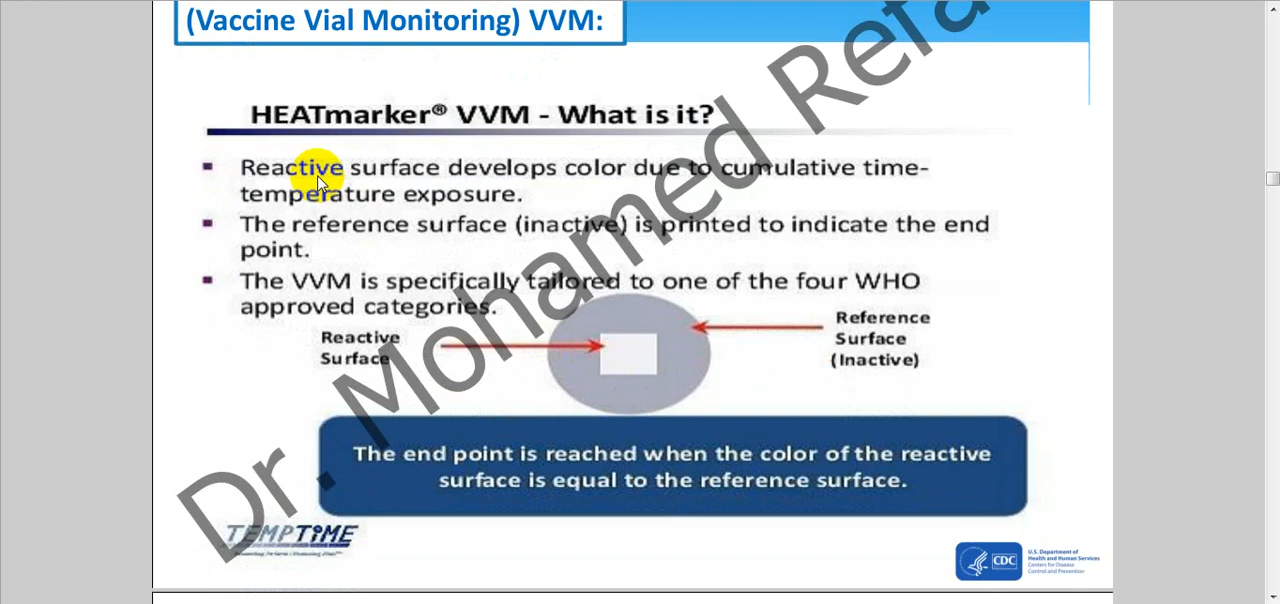 (Vaccine Vial Monitoring) VVM:
HEATmarker® VVM - What is it?
▪ Reactive surface develops color due to cumulative time-
temperature exposure.
▪ The reference surface (inactive) is printed to indicate the end
point.
▪ The VVM is specifically tailored to one of the four WHO
approved categories.
Reactive
Surface
Reference
Surface
(Inactive)
The end point is reached when the color of the reactive
surface is equal to the reference surface.
Dr. Mohamed Refa
TEMPTIME
CDC
U.S. Department of
Health and Human Services
Centers for Disease
Control and Prevention